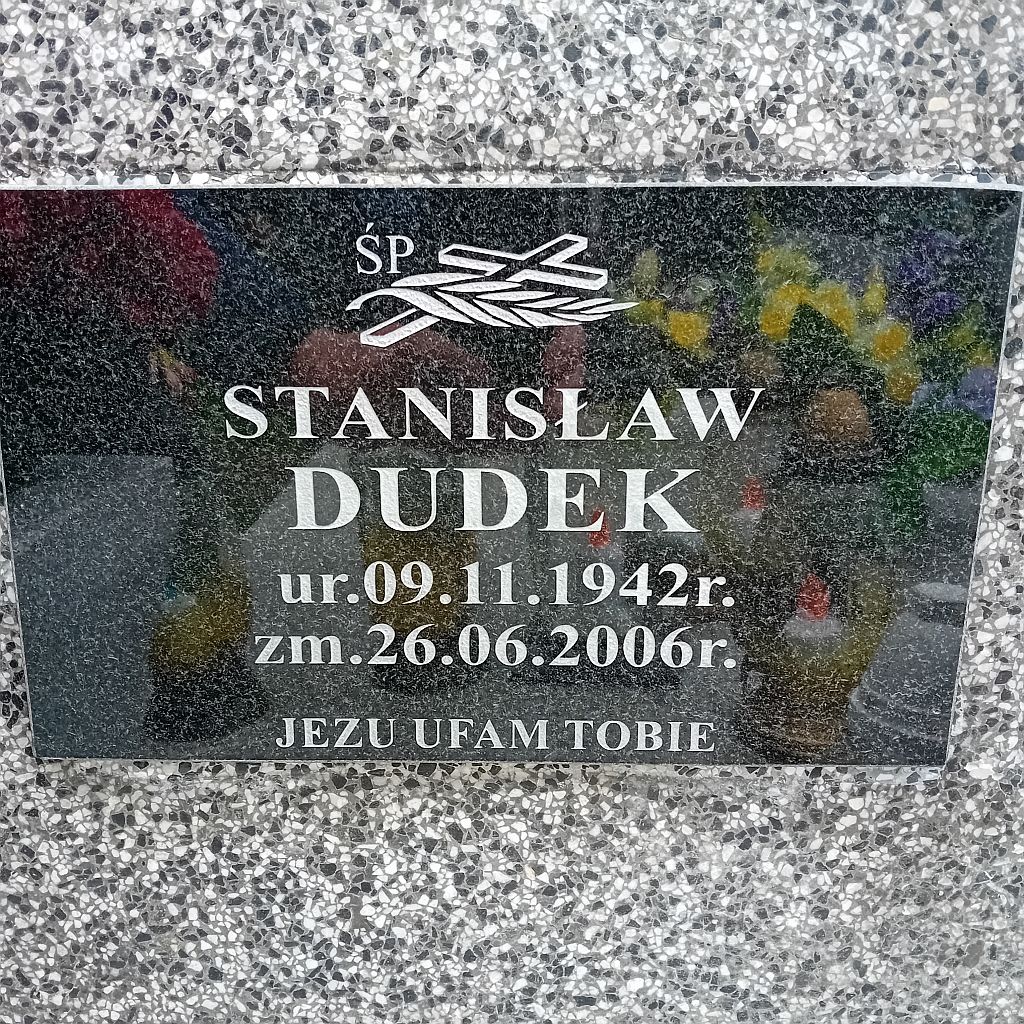 ŚP
STANISŁAW
DUDEK
ur.09.11.1942r.
zm.26.06.2006r.
JEZU UFAM TOBIE